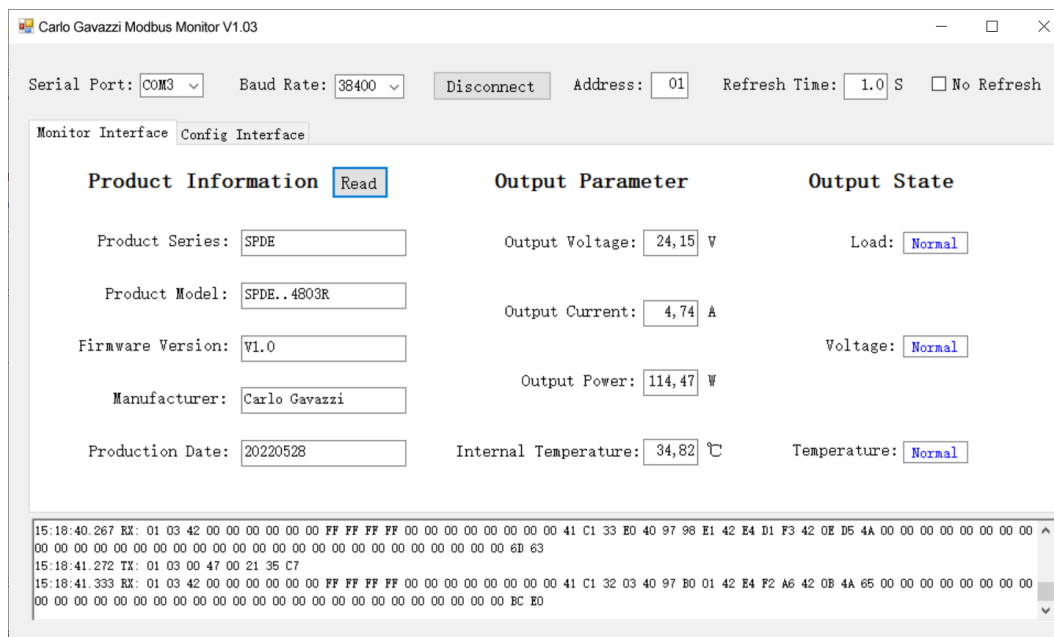 Carlo Gavazzi Modbus Monitor V1.03
Serial Port: COM3 Baud Rate: 38400 Disconnect Address: 01 Refresh Time: 1.0 S No Refresh
Monitor Interface Config Interface
Product Information Read Output Parameter Output State
Product Series: SPDE Output Voltage: 24,15 V Load: Normal
Product Model: SPDE..4803R Output Current: 4,74 A
Firmware Version: V1.0 Voltage: Normal
Manufacturer: Carlo Gavazzi Output Power: 114,47 W
Production Date: 20220528 Internal Temperature: 34,82 ℃ Temperature: Normal
15:18:40.267 RX: 01 03 42 00 00 00 00 00 00 FF FF FF FF 00 00 00 00 00 00 00 00 41 C1 33 E0 40 97 98 E1 42 E4 D1 F3 42 0E D5 4A 00 00 00 00 00 00 00 00
00 00 00 00 00 00 00 00 00 00 00 00 00 00 00 00 00 00 00 00 00 00 00 00 6D 63
15:18:41.272 TX: 01 03 00 47 00 21 35 C7
15:18:41.333 RX: 01 03 42 00 00 00 00 00 00 FF FF FF FF 00 00 00 00 00 00 00 00 41 C1 32 03 40 97 B0 01 42 E4 F2 A6 42 0B 4A 65 00 00 00 00 00 00 00 00
00 00 00 00 00 00 00 00 00 00 00 00 00 00 00 00 00 00 00 00 00 00 00 00 BC E0